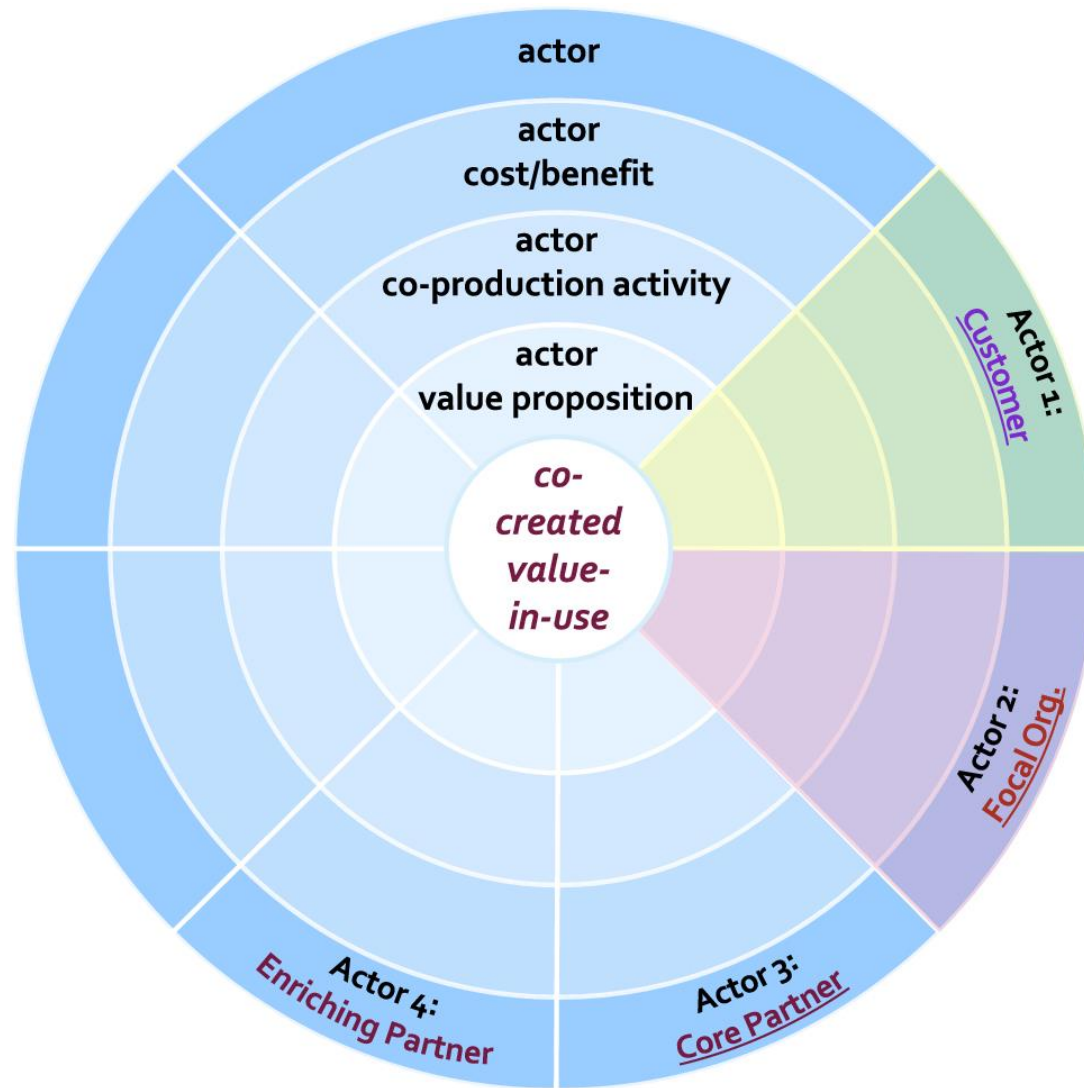 actor
actor
cost/benefit
actor
co-production activity
actor
value proposition
co-
created
value-
in-use
Actor 1:
Customer
Actor 2:
Focal Org.
Actor 3:
Core Partner
Actor 4:
Enriching Partner